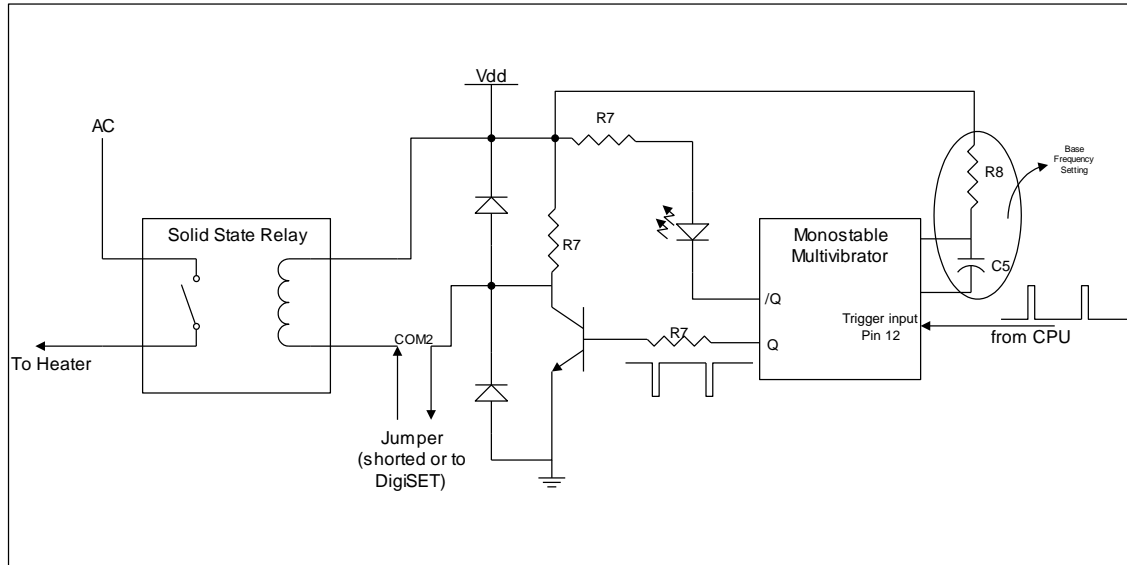 Vdd
AC
R7
R8
Base
Frequency
Setting
Solid State Relay
R7
Monostable
Multivibrator
C5
/Q
Trigger input
Pin 12
from CPU
COM2
R7
Q
To Heater
Jumper
(shorted or to
DigiSET)